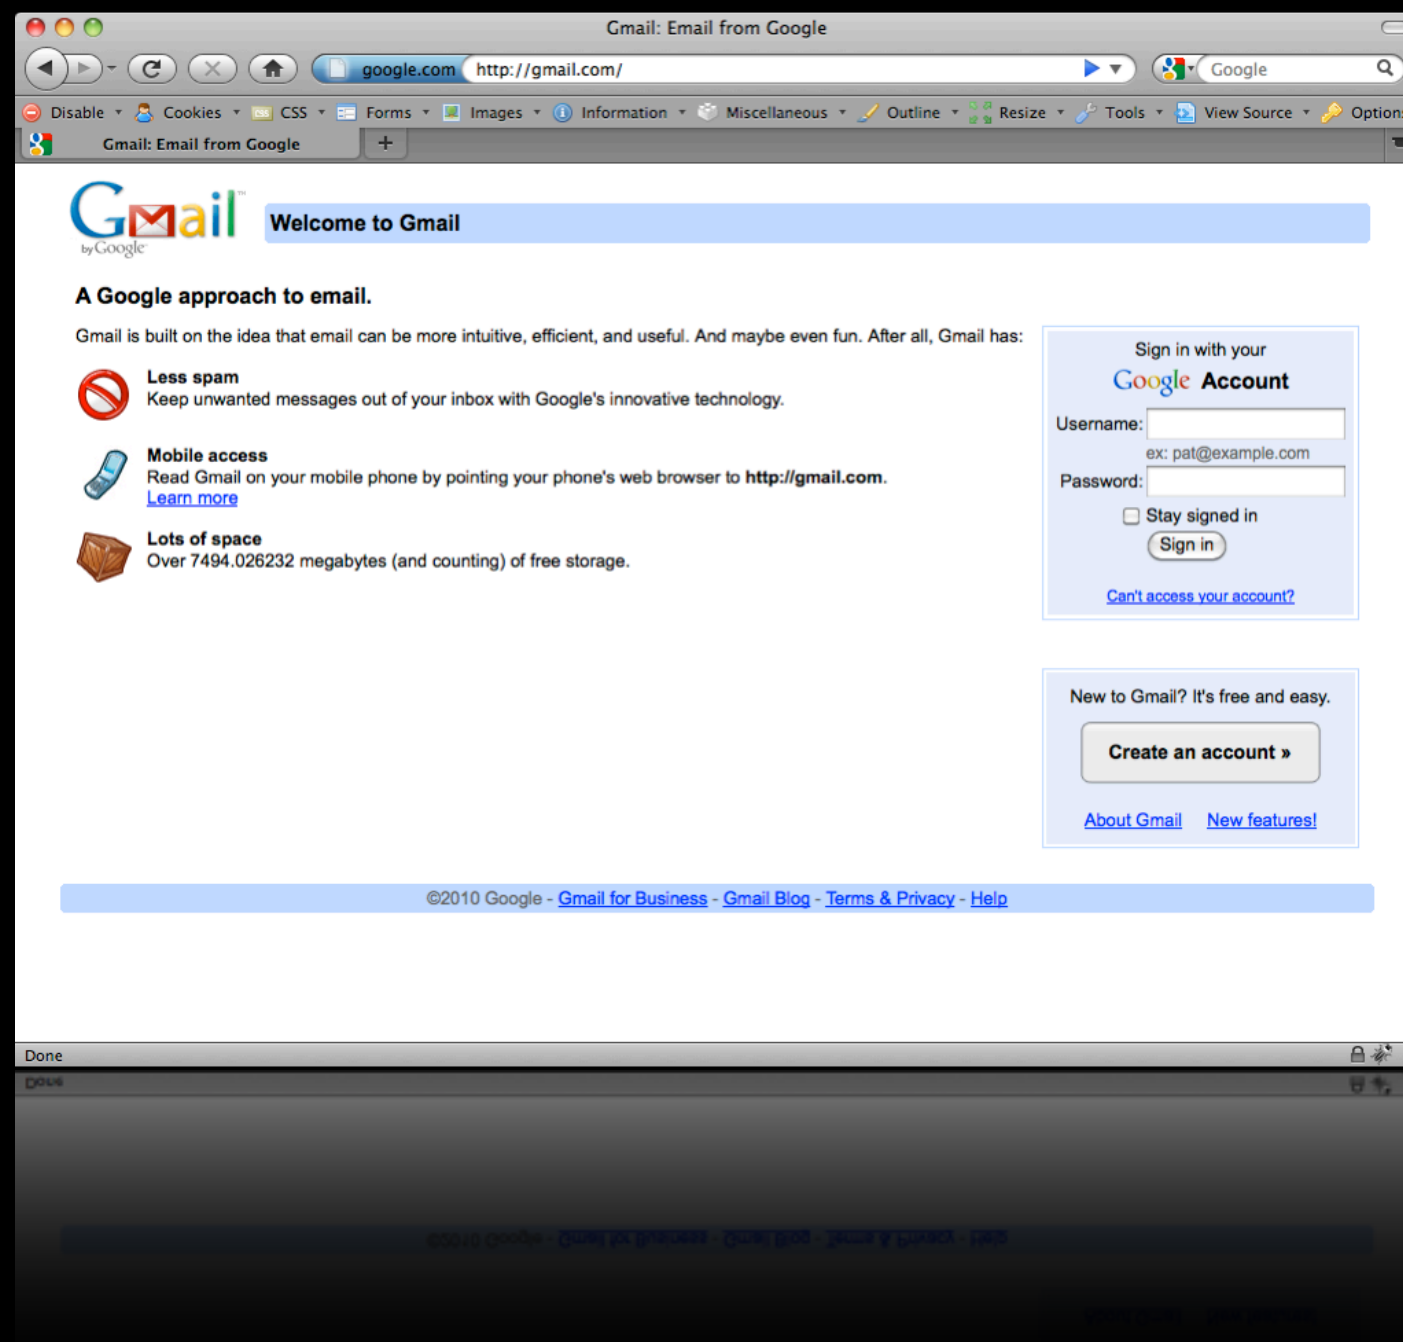 Gmail: Email from Google
google.com http://gmail.com/ Google
Disable Cookies CSS Forms Images Information Miscellaneous Outline Resize Tools View Source Options
Gmail: Email from Google +
Gmail™
by Google™
Welcome to Gmail
A Google approach to email.
Gmail is built on the idea that email can be more intuitive, efficient, and useful. And maybe even fun. After all, Gmail has:
Less spam
Keep unwanted messages out of your inbox with Google's innovative technology.
Mobile access
Read Gmail on your mobile phone by pointing your phone's web browser to http://gmail.com.
Learn more
Lots of space
Over 7494.026232 megabytes (and counting) of free storage.
Sign in with your
Google Account
Username:
ex: pat@example.com
Password:
Stay signed in
Sign in
Can't access your account?
New to Gmail? It's free and easy.
Create an account »
About Gmail New features!
©2010 Google - Gmail for Business - Gmail Blog - Terms & Privacy - Help
Done